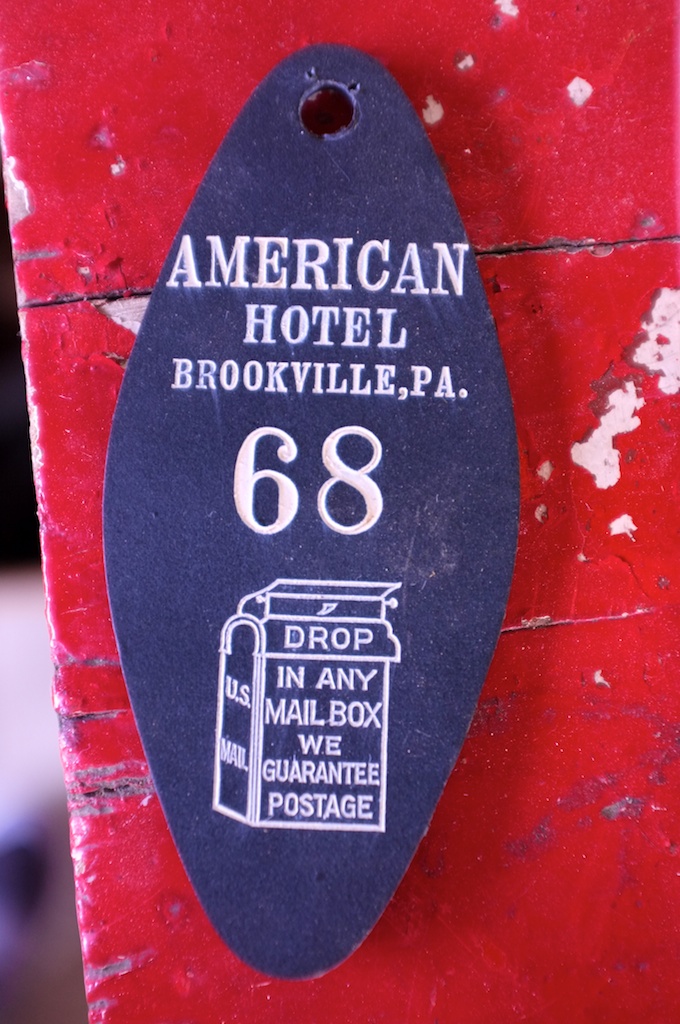 AMERICAN
HOTEL
BROOKVILLE, PA.
68
DROP
IN ANY
MAIL BOX
WE
GUARANTEE
POSTAGE
U.S.
MAIL